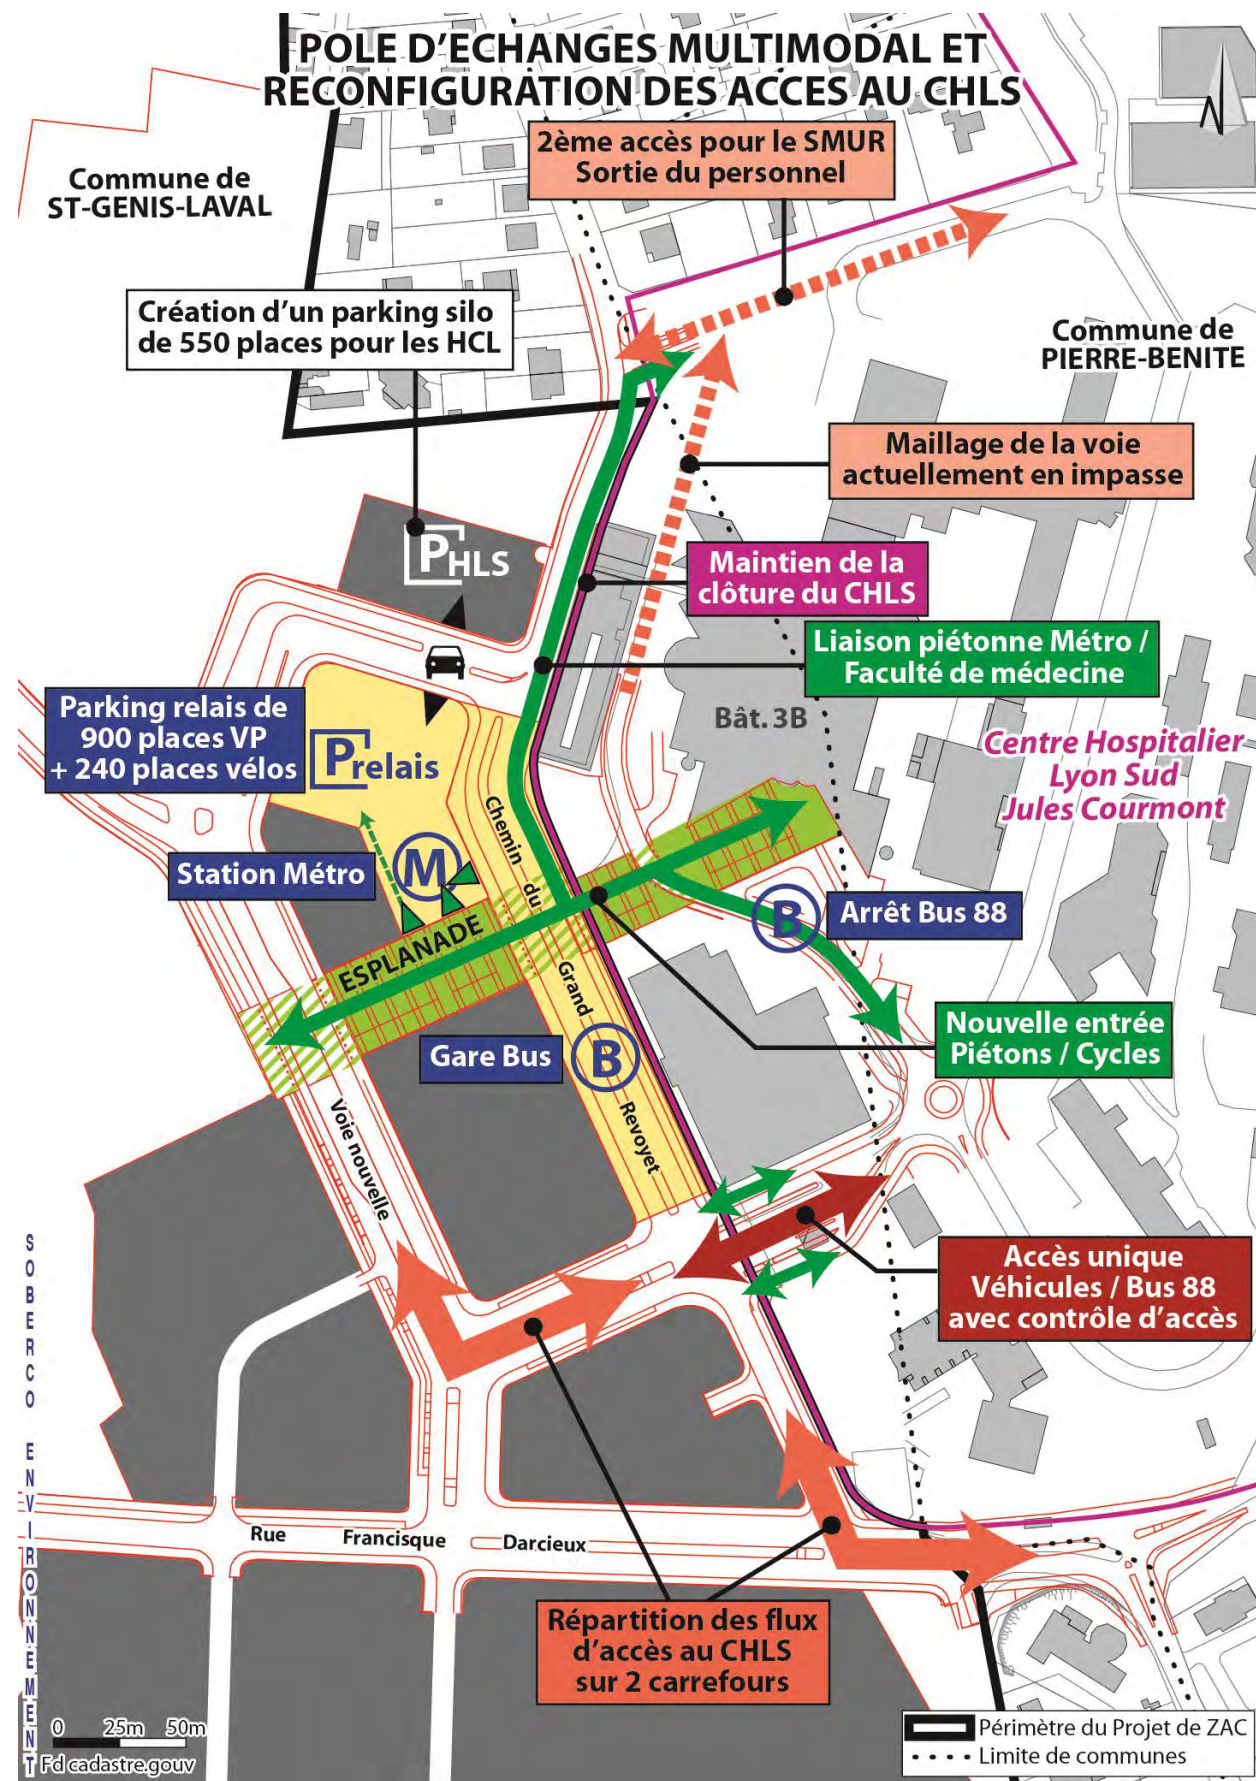 POLE D'ECHANGES MULTIMODAL ET
RECONFIGURATION DES ACCES AU CHLS
N
2ème accès pour le SMUR
Sortie du personnel
Commune de
ST-GENIS-LAVAL
Création d'un parking silo
de 550 places pour les HCL
Commune de
PIERRE-BENITE
Maillage de la voie
actuellement en impasse
PHLS
Maintien de la
clôture du CHLS
Liaison piétonne Métro /
Faculté de médecine
Parking relais de
900 places VP
+ 240 places vélos
Prelais
Bât. 3B
Centre Hospitalier
Lyon Sud
Jules Courmont
Chemin du Grand Revoyet
Station Métro
M
B
Arrêt Bus 88
ESPLANADE
Nouvelle entrée
Piétons / Cycles
Gare Bus
B
Voie nouvelle
Accès unique
Véhicules / Bus 88
avec contrôle d'accès
SOBERCO ENVIRONNEMENT
Rue Francisque Darcieux
Répartition des flux
d'accès au CHLS
sur 2 carrefours
0 25m 50m
Fd cadastre.gouv
Périmètre du Projet de ZAC
Limite de communes